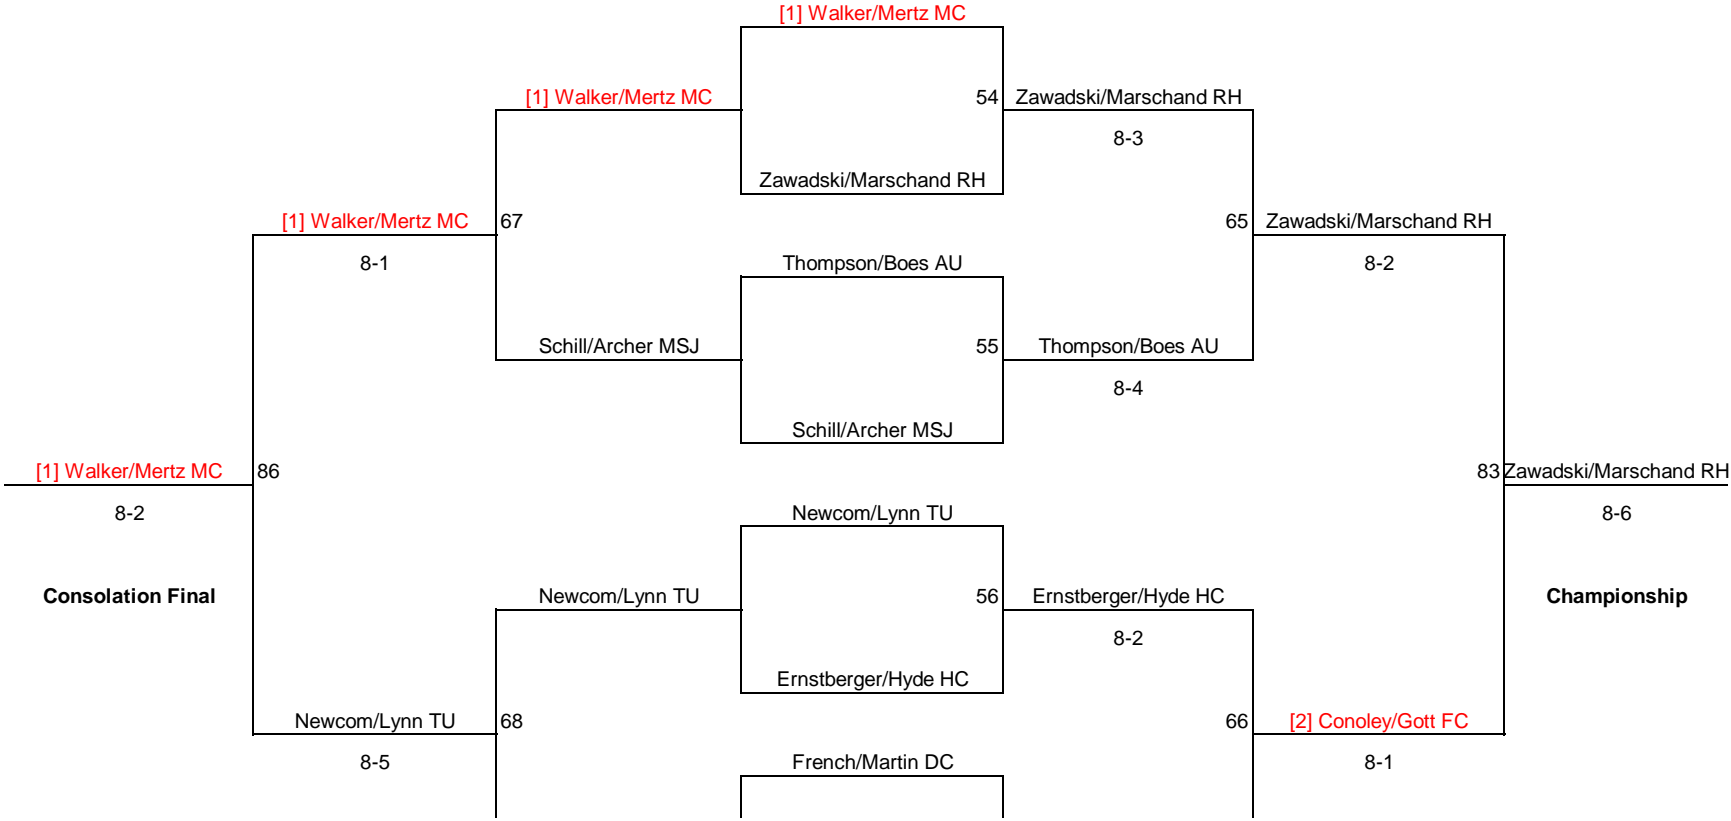 [1] Walker/Mertz MC
[1] Walker/Mertz MC 54 Zawadski/Marschand RH
8-3
Zawadski/Marschand RH
[1] Walker/Mertz MC 67 65 Zawadski/Marschand RH
8-1 Thompson/Boes AU 8-2
Schill/Archer MSJ 55 Thompson/Boes AU
8-4
Schill/Archer MSJ
[1] Walker/Mertz MC 86 83 Zawadski/Marschand RH
8-2 Newcom/Lynn TU 8-6
Consolation Final Newcom/Lynn TU 56 Ernstberger/Hyde HC Championship
8-2
Ernstberger/Hyde HC
Newcom/Lynn TU 68 66 [2] Conoley/Gott FC
8-5 French/Martin DC 8-1